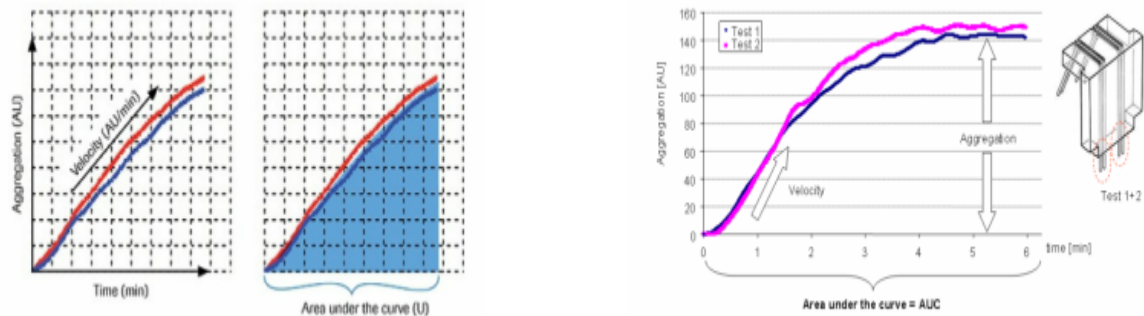 Aggregation (AU)
Velocity (AU/min)
Time (min)
Area under the curve (U)
Aggregation [AU]
160
140
120
100
80
60
40
20
0
Test 1
Test 2
Aggregation
Velocity
0 1 2 3 4 5 6
time [min]
Area under the curve = AUC
Test 1+2